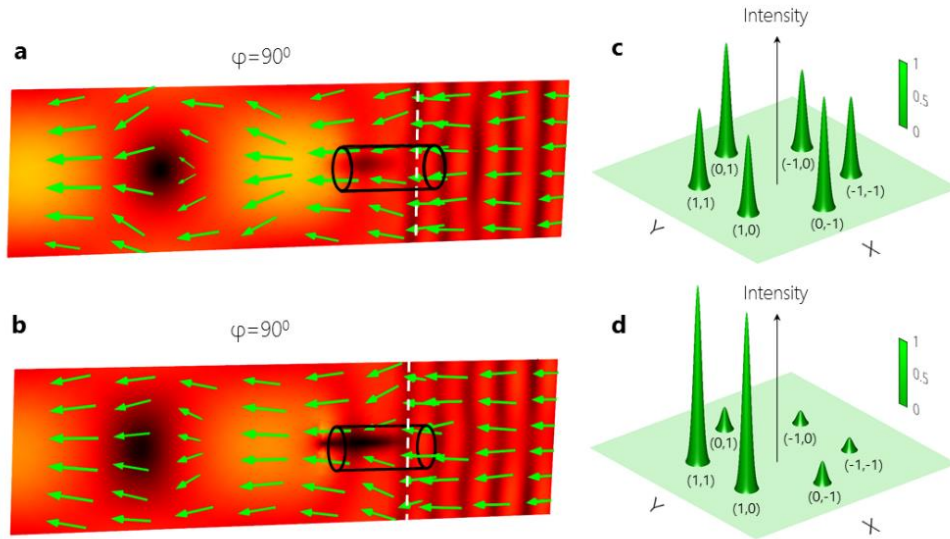 a
φ=90⁰
b
φ=90⁰
c
Intensity
1
0.5
0
(0,1)
(-1,0)
(1,1)
(-1,-1)
(1,0)
(0,-1)
Y
X
d
Intensity
1
0.5
0
(0,1)
(-1,0)
(1,1)
(-1,-1)
(1,0)
(0,-1)
Y
X